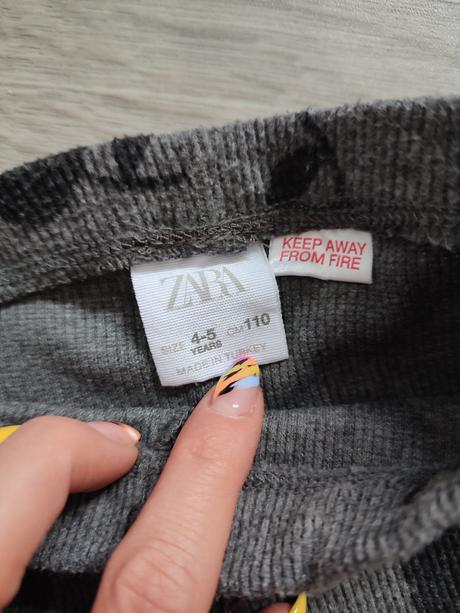 ZARA
SIZE 4-5 YEARS CM 110
MADE IN TURKEY
KEEP AWAY
FROM FIRE